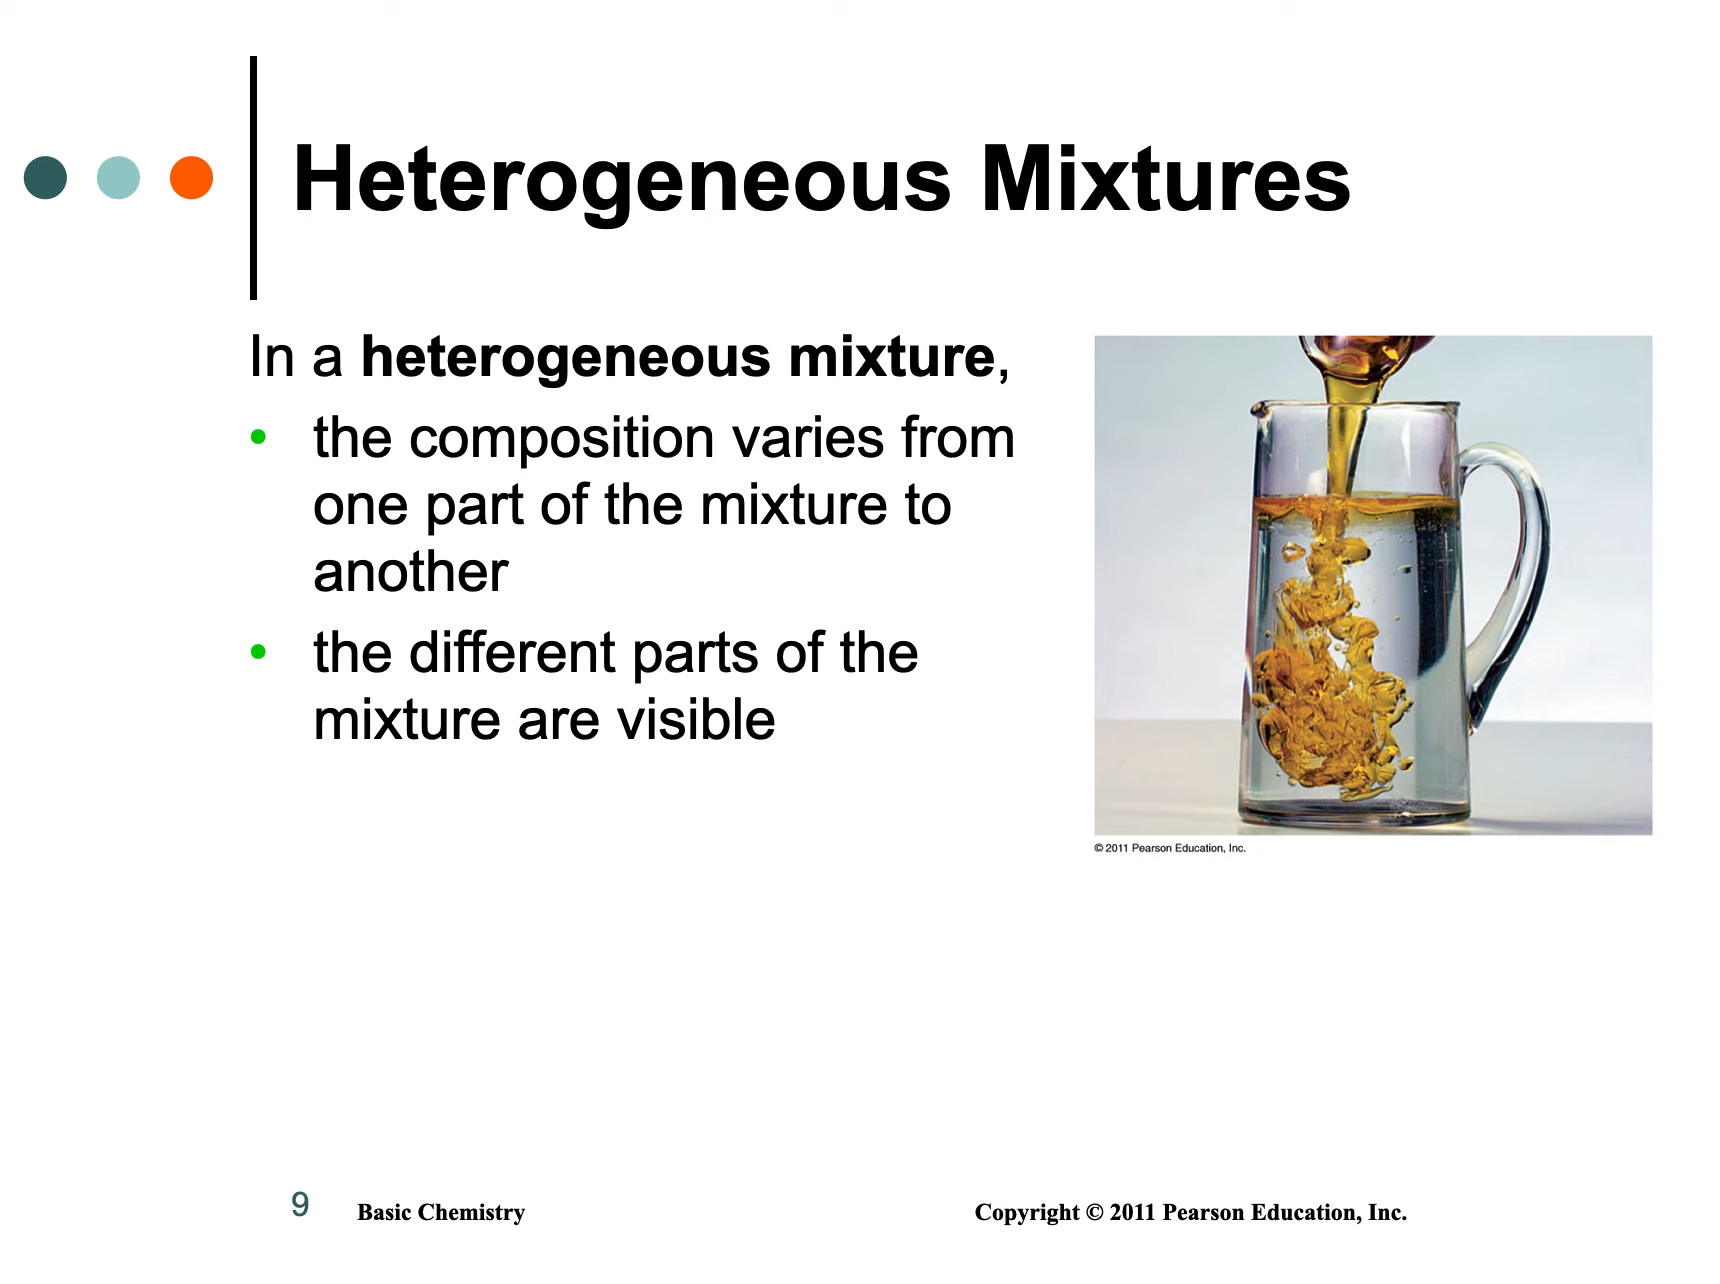 Heterogeneous Mixtures
In a heterogeneous mixture,
• the composition varies from
one part of the mixture to
another
• the different parts of the
mixture are visible
© 2011 Pearson Education, Inc.
9 Basic Chemistry Copyright © 2011 Pearson Education, Inc.